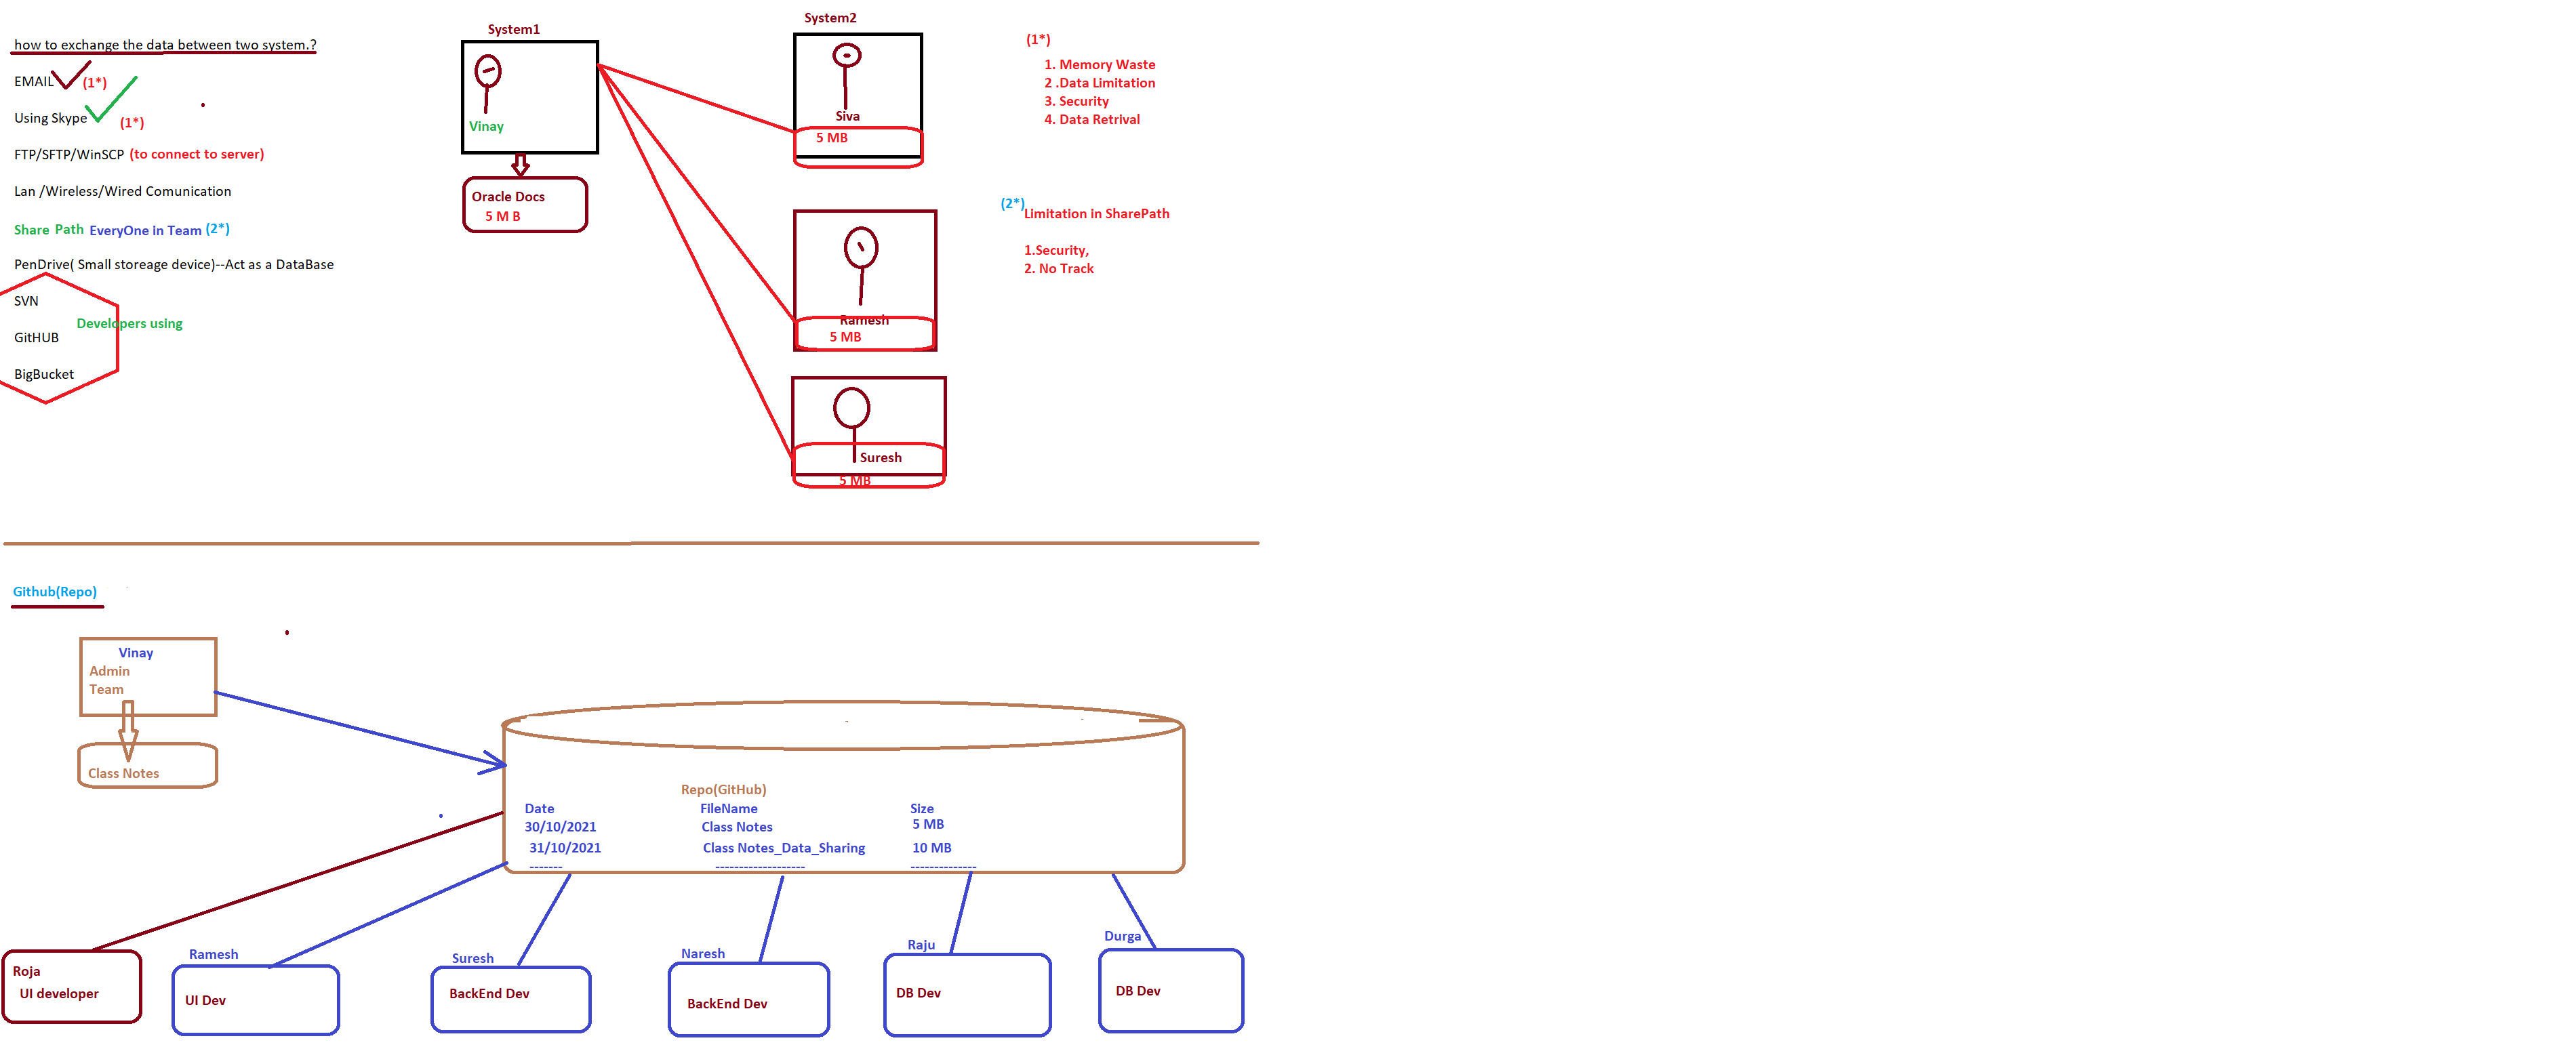 how to exchange the data between two system.?
EMAIL (1*)
Using Skype (1*)
FTP/SFTP/WinSCP (to connect to server)
Lan /Wireless/Wired Comunication
Share Path EveryOne in Team (2*)
PenDrive( Small storeage device)--Act as a DataBase
SVN
Developers using
GitHUB
BigBucket
System1
Vinay
Oracle Docs
5 M B
System2
Siva
5 MB
Ramesh
5 MB
Suresh
5 MB
(1*)
1. Memory Waste
2 .Data Limitation
3. Security
4. Data Retrival
(2*)
Limitation in SharePath
1.Security,
2. No Track
Github(Repo)
Vinay
Admin
Team
Class Notes
Repo(GitHub)
Date FileName Size
30/10/2021 Class Notes 5 MB
31/10/2021 Class Notes_Data_Sharing 10 MB
------- ------------------- --------------
Roja
UI developer
Ramesh
UI Dev
Suresh
BackEnd Dev
Naresh
BackEnd Dev
Raju
DB Dev
Durga
DB Dev